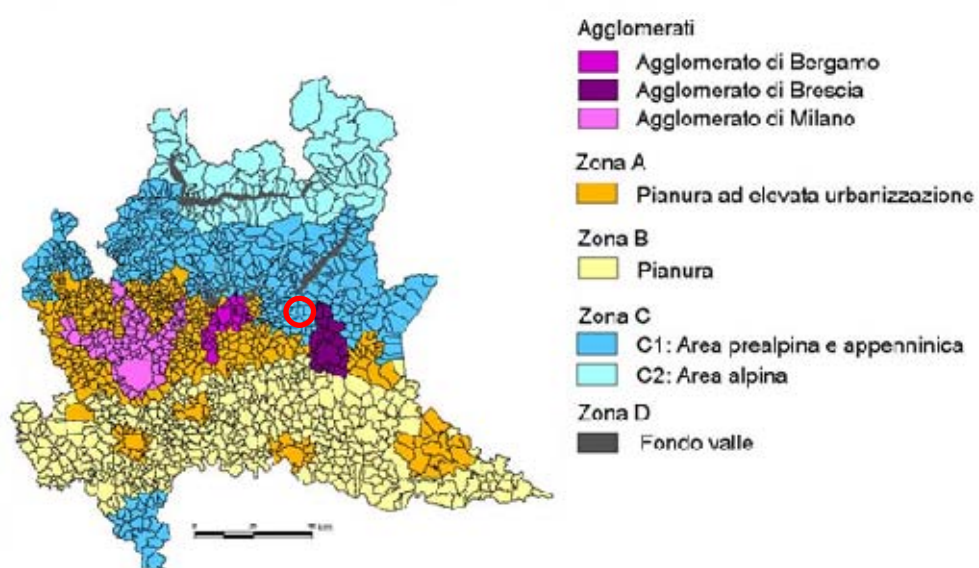 Agglomerati
Agglomerato di Bergamo
Agglomerato di Brescia
Agglomerato di Milano
Zona A
Pianura ad elevata urbanizzazione
Zona B
Pianura
Zona C
C1: Area prealpina e appenninica
C2: Area alpina
Zona D
Fondo valle